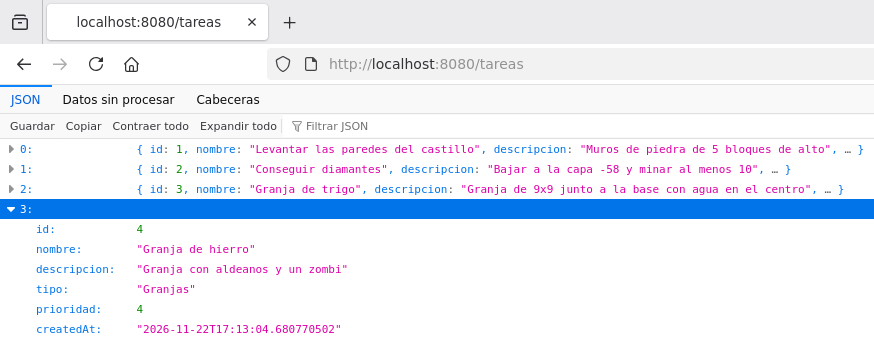 localhost:8080/tareas
http://localhost:8080/tareas
JSON Datos sin procesar Cabeceras
Guardar Copiar Contraer todo Expandir todo Filtrar JSON
0: { id: 1, nombre: "Levantar las paredes del castillo", descripcion: "Muros de piedra de 5 bloques de alto", … }
1: { id: 2, nombre: "Conseguir diamantes", descripcion: "Bajar a la capa -58 y minar al menos 10", … }
2: { id: 3, nombre: "Granja de trigo", descripcion: "Granja de 9x9 junto a la base con agua en el centro", … }
3:
id: 4
nombre: "Granja de hierro"
descripcion: "Granja con aldeanos y un zombi"
tipo: "Granjas"
prioridad: 4
createdAt: "2026-11-22T17:13:04.680770502"